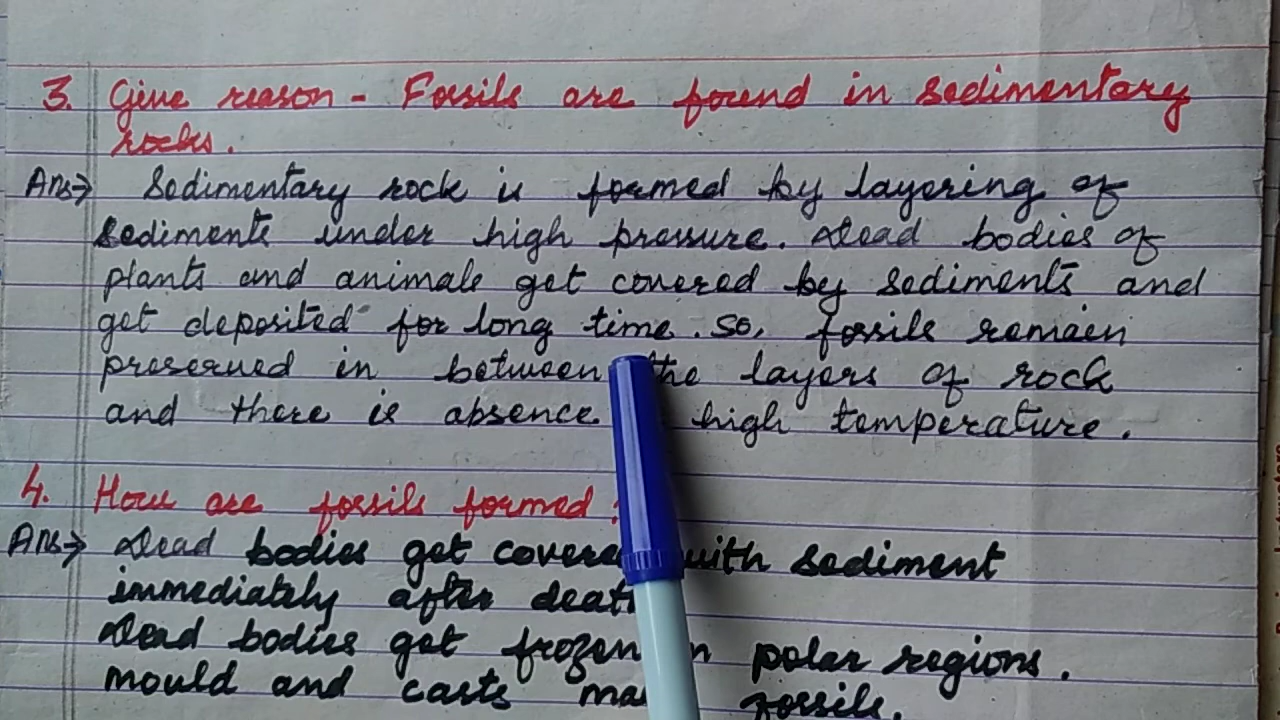 3. Give reason - Fossils are found in sedimentary
rocks.
Ans→ Sedimentary rock is formed by layering of
sediments under high pressure. Dead bodies of
plants and animals get covered by sediments and
get deposited for long time. So, fossils remain
preserved in between the layers of rock
and there is absence high temperature.
4. How are fossils formed?
Ans→ Dead bodies get covered with sediment
immediately after death
Dead bodies get frozen in polar regions.
mould and casts fossils.